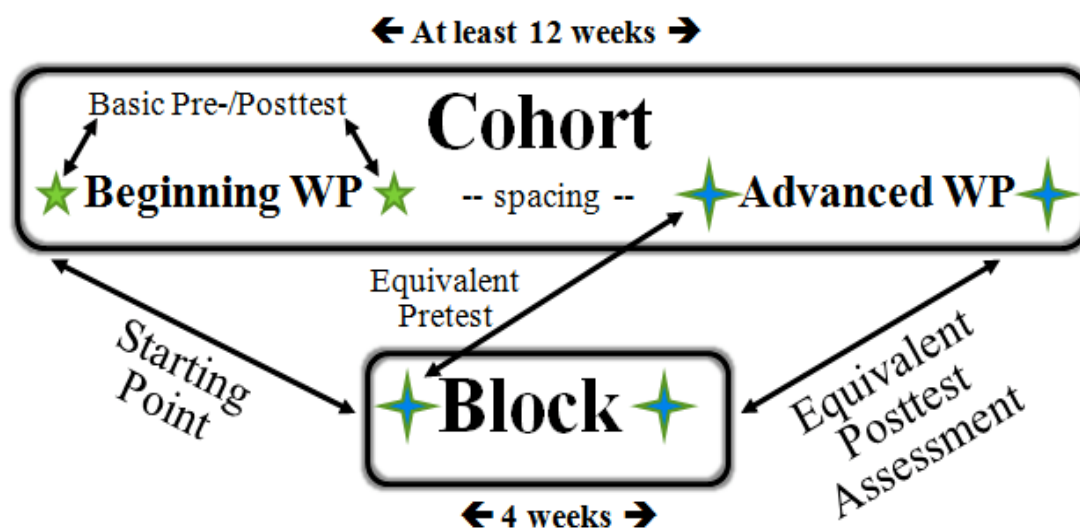 🡸 At least 12 weeks 🡺
Basic Pre-/Posttest
Cohort
Beginning WP
-- spacing --
Advanced WP
Equivalent
Pretest
Starting
Point
Block
Equivalent
Posttest
Assessment
🡸 4 weeks 🡺